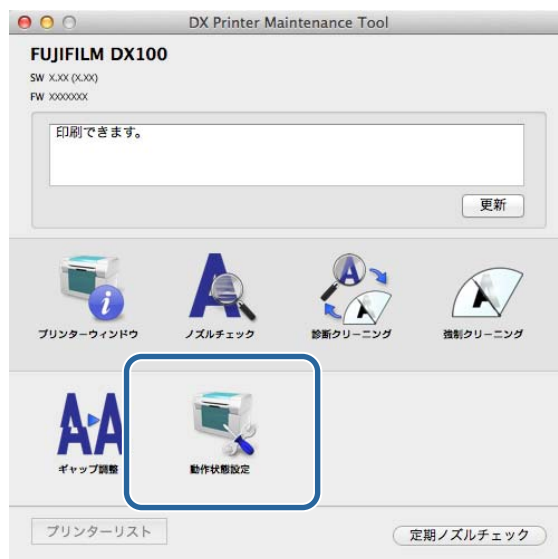 DX Printer Maintenance Tool
FUJIFILM DX100
SW X.XX (X.XX)
FW XXXXXXX
印刷できます。
更新
プリンターウィンドウ
ノズルチェック
診断クリーニング
強制クリーニング
ギャップ調整
動作状態設定
プリンターリスト
定期ノズルチェック